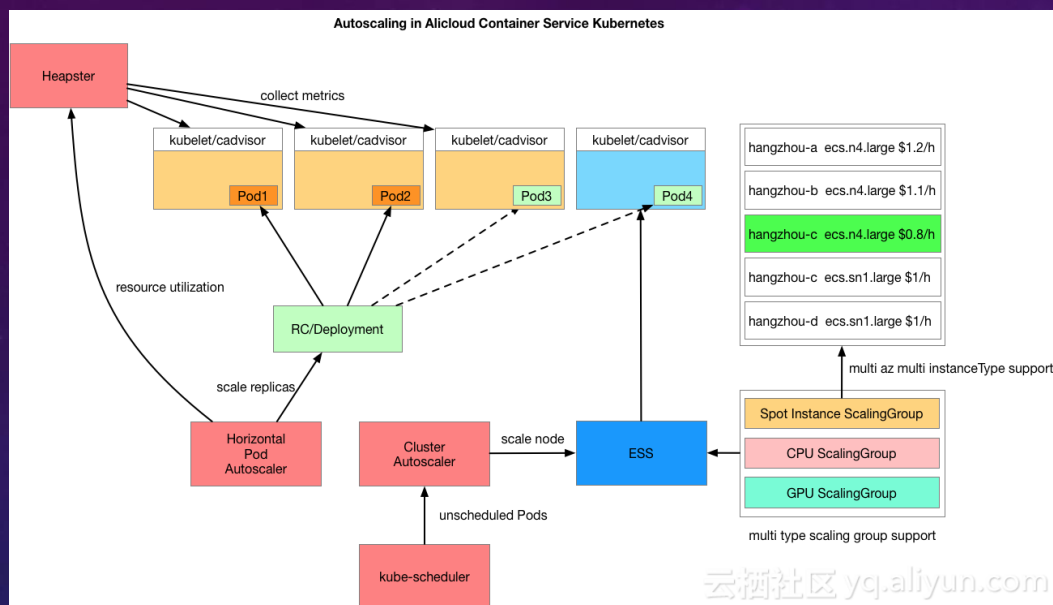 Autoscaling in Alicloud Container Service Kubernetes
Heapster
collect metrics
kubelet/cadvisor
kubelet/cadvisor
kubelet/cadvisor
kubelet/cadvisor
Pod1
Pod2
Pod3
Pod4
hangzhou-a ecs.n4.large $1.2/h
hangzhou-b ecs.n4.large $1.1/h
hangzhou-c ecs.n4.large $0.8/h
hangzhou-c ecs.sn1.large $1/h
hangzhou-d ecs.sn1.large $1/h
resource utilization
RC/Deployment
scale replicas
multi az multi instanceType support
Horizontal
Pod
Autoscaler
Cluster
Autoscaler
scale node
ESS
Spot Instance ScalingGroup
CPU ScalingGroup
GPU ScalingGroup
unscheduled Pods
multi type scaling group support
kube-scheduler
云栖社区 yq.aliyun.com